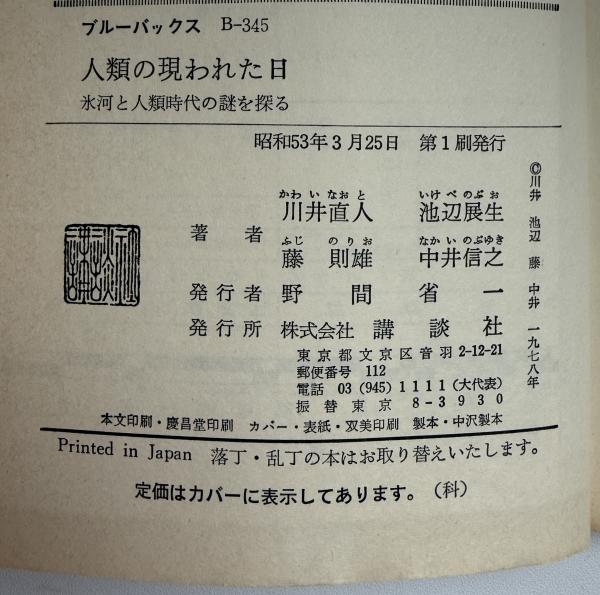 ブルーバックス B-345
人類の現われた日
氷河と人類時代の謎を探る
昭和53年3月25日 第1刷発行
©川井 池辺 藤 中井 一九七八年
かわいなおと いけべのぶお
著者 川井直人 池辺展生
ふじ のりお なかいのぶゆき
藤 則雄 中井信之
発行者 野間省一
発行所 株式会社 講談社
東京都文京区音羽2-12-21
郵便番号 112
電話 03(945)1111(大代表)
振替東京 8-3930
本文印刷・慶昌堂印刷 カバー・表紙・双美印刷 製本・中沢製本
Printed in Japan 落丁・乱丁の本はお取り替えいたします。
定価はカバーに表示してあります。(科)